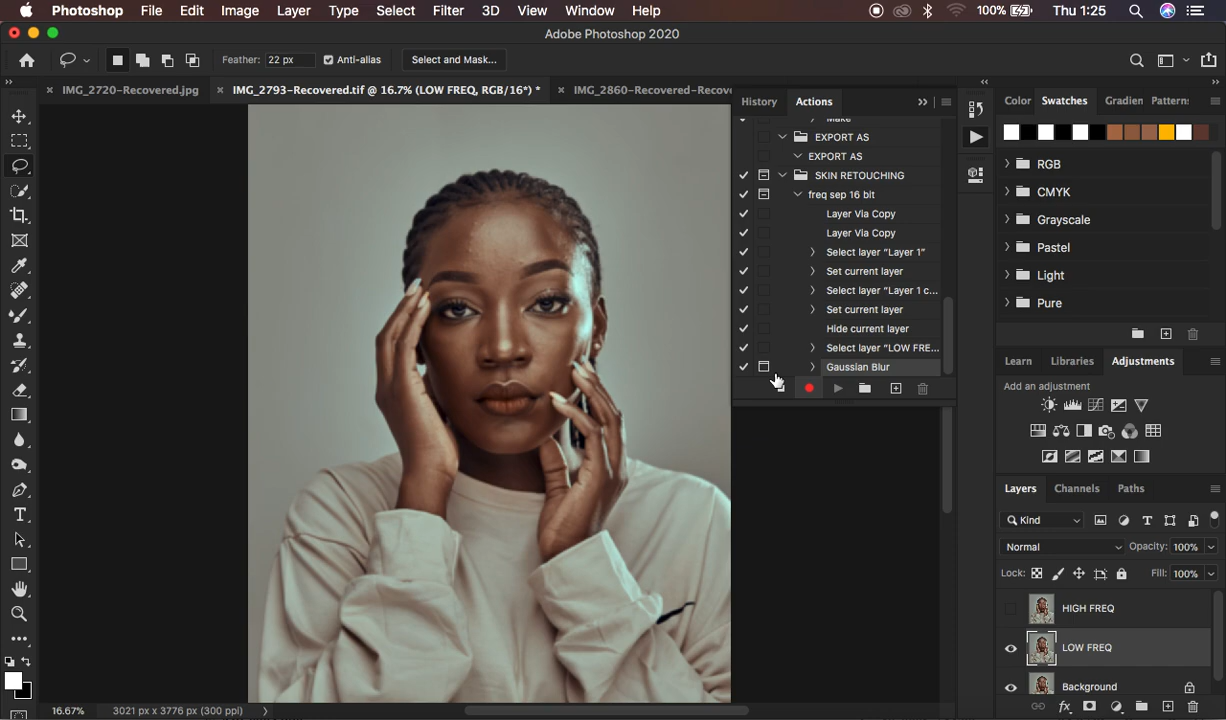 Photoshop File Edit Image Layer Type Select Filter 3D View Window Help 100% Thu 1:25
Adobe Photoshop 2020
Feather: 22 px Anti-alias Select and Mask...
IMG_2720-Recovered.jpg IMG_2793-Recovered.tif @ 16.7% (LOW FREQ, RGB/16*) * IMG_2860-Recovered-Recov
History Actions
Make
EXPORT AS
EXPORT AS
SKIN RETOUCHING
freq sep 16 bit
Layer Via Copy
Layer Via Copy
Select layer "Layer 1"
Set current layer
Select layer "Layer 1 c...
Set current layer
Hide current layer
Select layer "LOW FRE...
Gaussian Blur
Color Swatches Gradien Patterns
RGB
CMYK
Grayscale
Pastel
Light
Pure
Learn Libraries Adjustments
Add an adjustment
Layers Channels Paths
Kind
Normal Opacity: 100%
Lock: Fill: 100%
HIGH FREQ
LOW FREQ
Background
16.67% 3021 px x 3776 px (300 ppi)